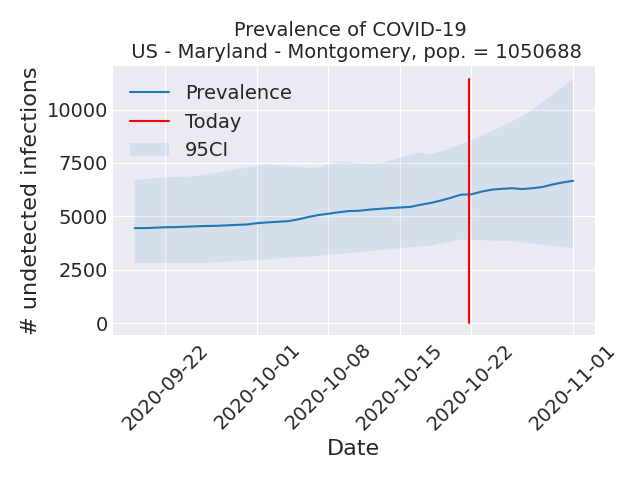 Prevalence of COVID-19
US - Maryland - Montgomery, pop. = 1050688
# undetected infections
10000
7500
5000
2500
0
Prevalence
Today
95CI
2020-09-22
2020-10-01
2020-10-08
2020-10-15
2020-10-22
2020-11-01
Date